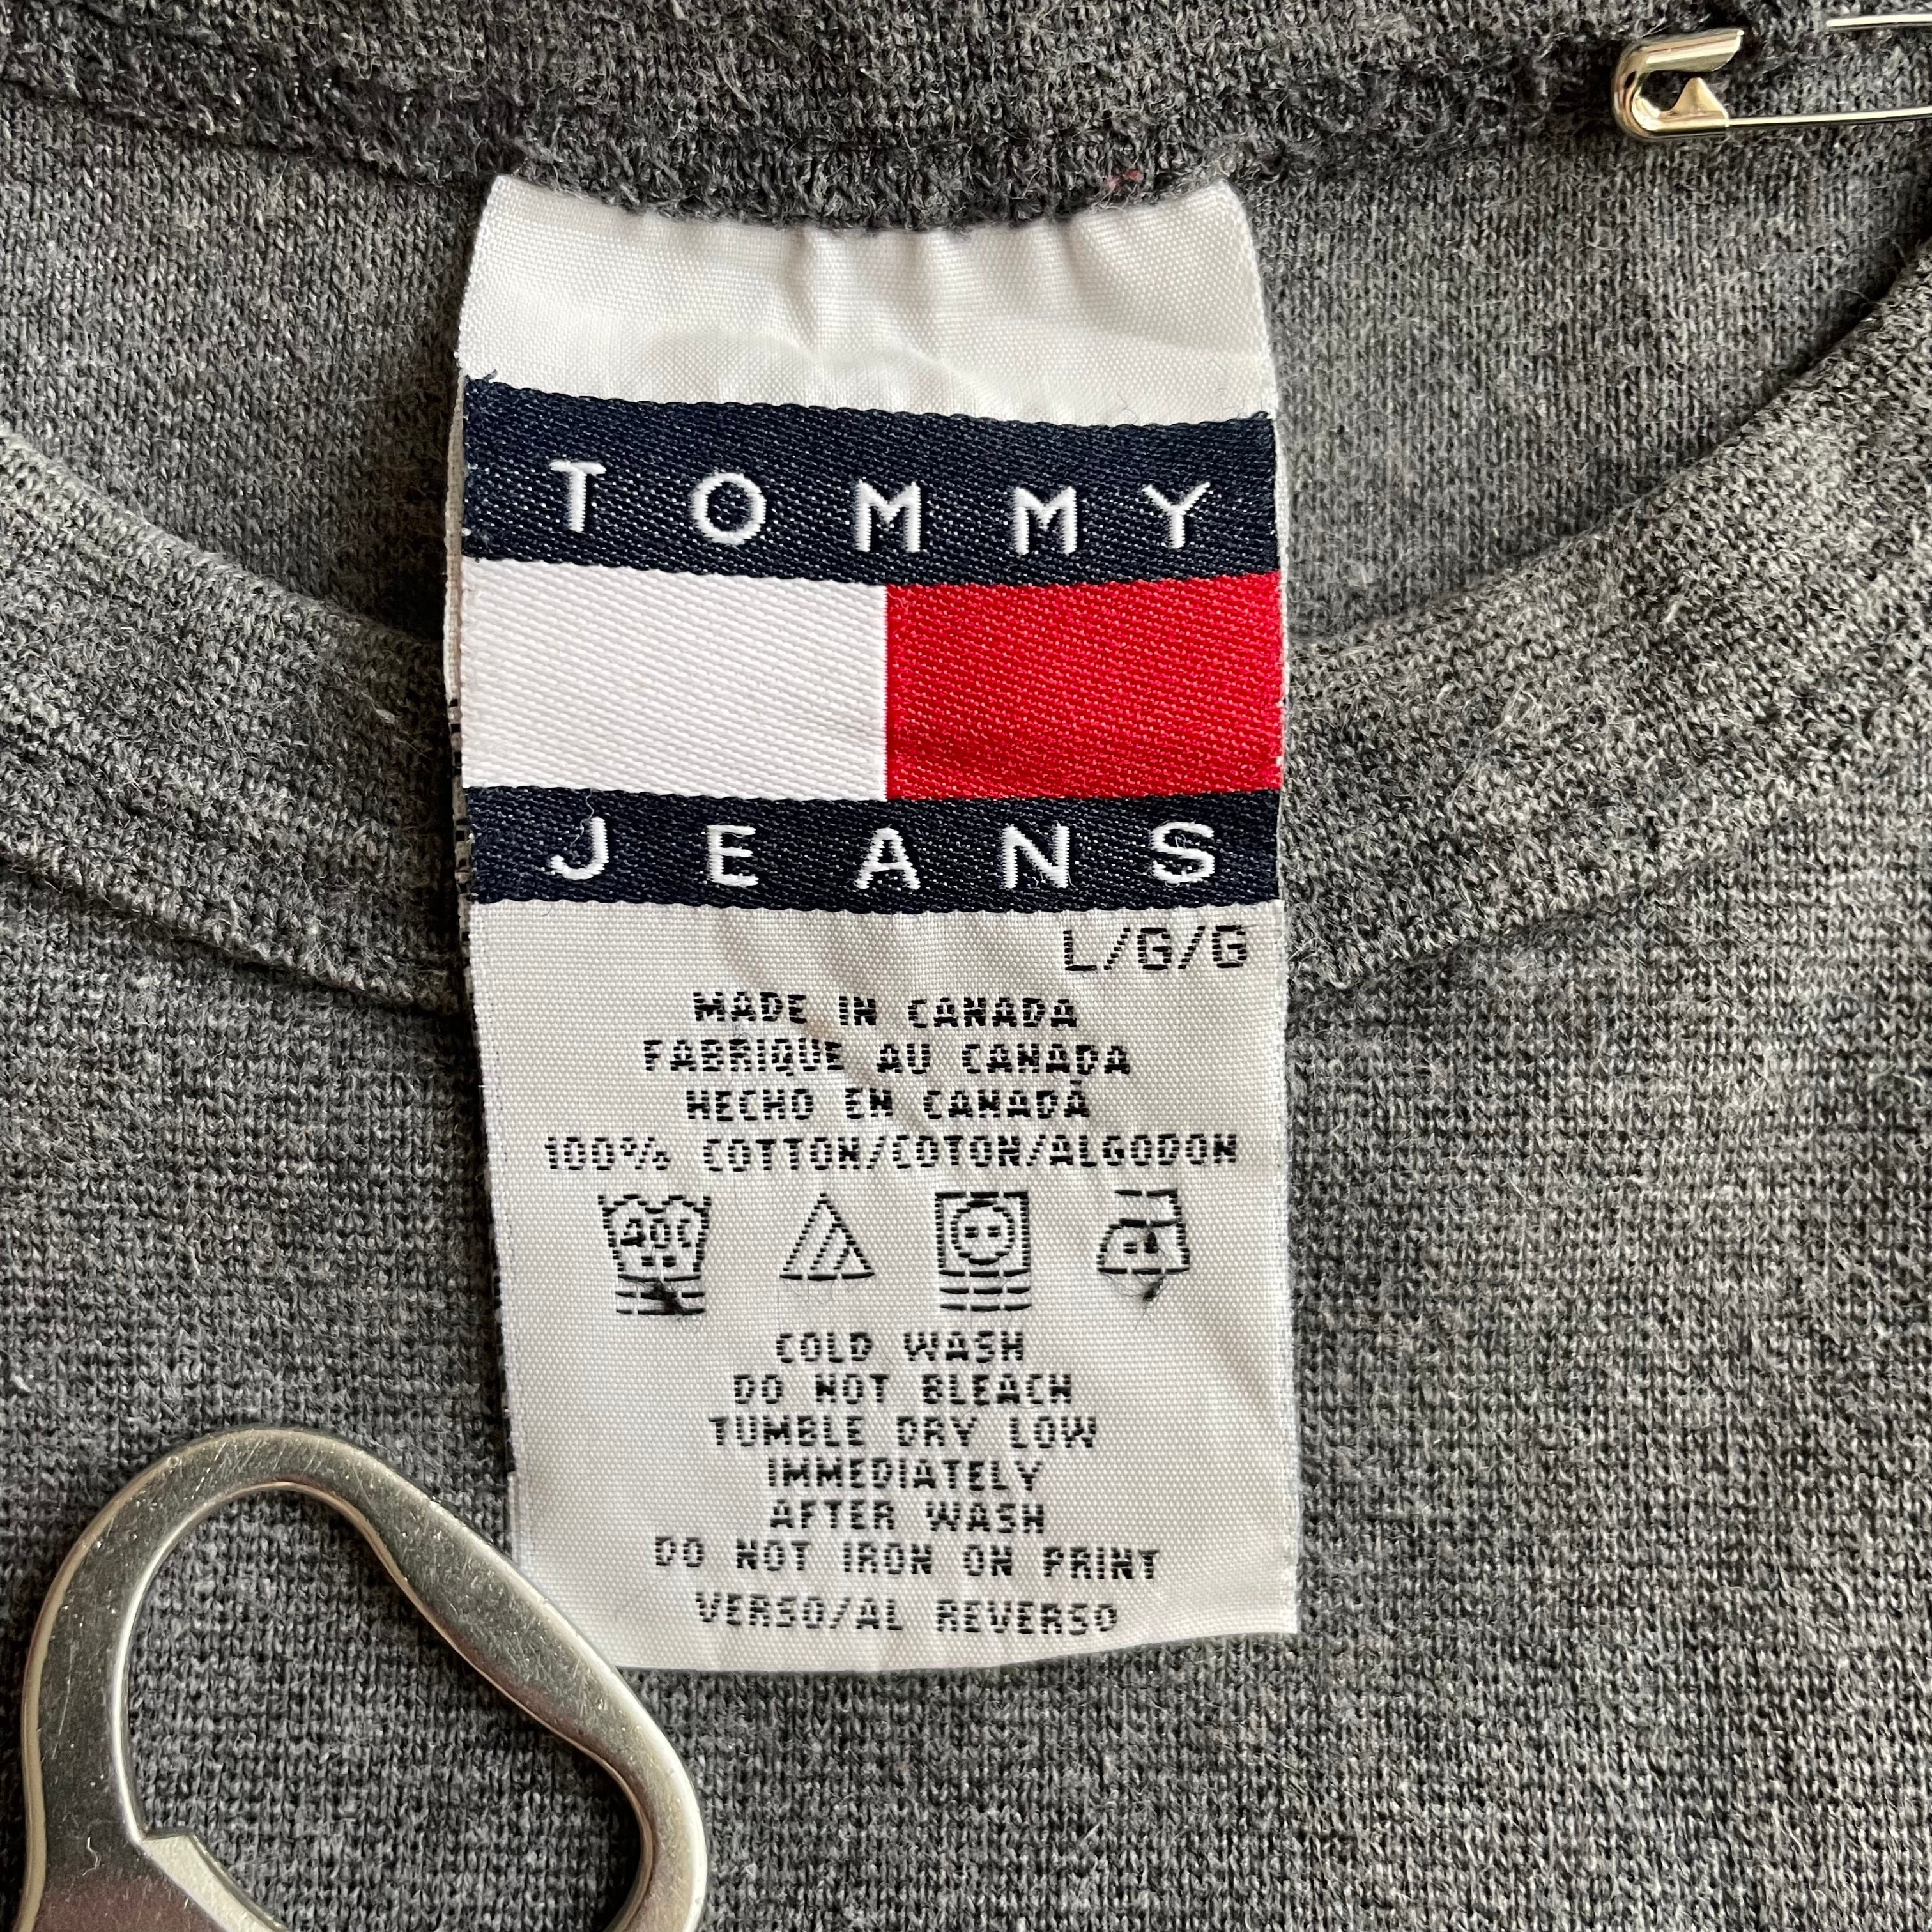 TOMMY
JEANS
L/G/G
MADE IN CANADA
FABRIQUE AU CANADA
HECHO EN CANADÁ
100% COTTON/COTON/ALGODON
40C
COLD WASH
DO NOT BLEACH
TUMBLE DRY LOW
IMMEDIATELY
AFTER WASH
DO NOT IRON ON PRINT
VERSO/AL REVERSO